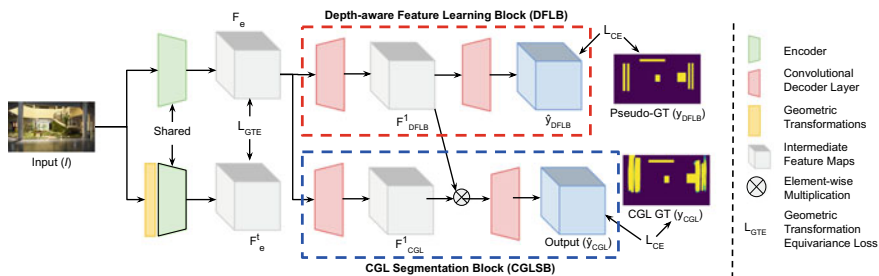 Depth-aware Feature Learning Block (DFLB)
F_e
L_CE
Encoder
Convolutional
Decoder
Layer
F^1_DFLB
ŷ_DFLB
Pseudo-GT (y_DFLB)
Geometric
Transformations
Shared
L_GTE
Input (I)
Intermediate
Feature Maps
Element-wise
Multiplication
F^t_e
F^1_CGL
Output (ŷ_CGL)
L_CE
CGL GT (y_CGL)
L_GTE
Geometric
Transformation
Equivariance Loss
CGL Segmentation Block (CGLSB)